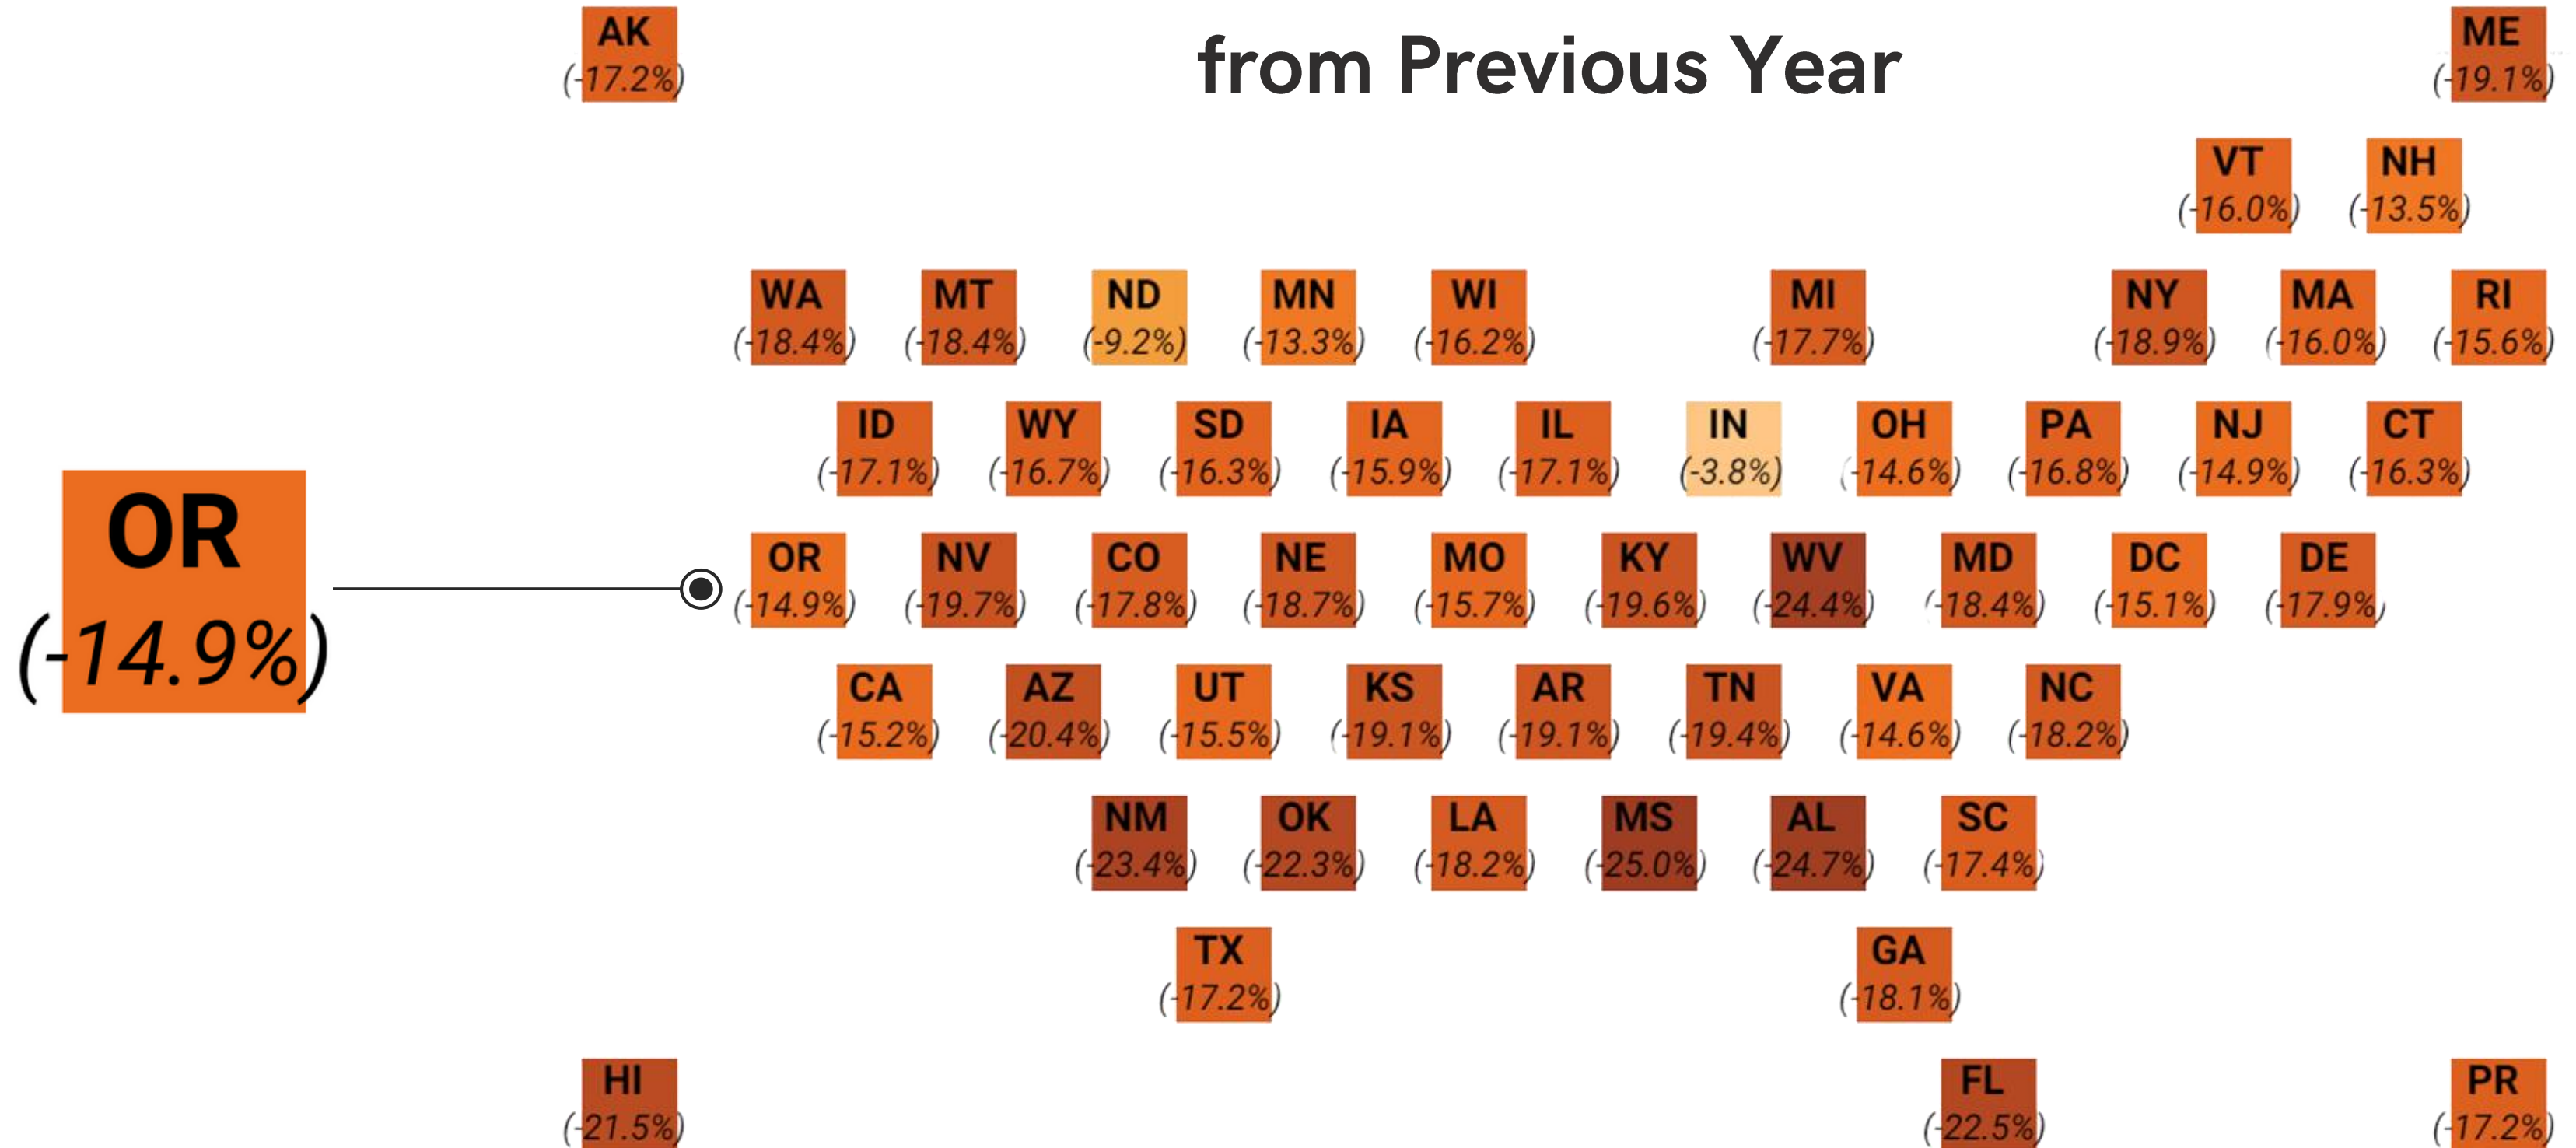 from Previous Year
AK
(-17.2%)
ME
(-19.1%)
VT
(-16.0%)
NH
(-13.5%)
WA
(-18.4%)
MT
(-18.4%)
ND
(-9.2%)
MN
(-13.3%)
WI
(-16.2%)
MI
(-17.7%)
NY
(-18.9%)
MA
(-16.0%)
RI
(-15.6%)
ID
(-17.1%)
WY
(-16.7%)
SD
(-16.3%)
IA
(-15.9%)
IL
(-17.1%)
IN
(-3.8%)
OH
(-14.6%)
PA
(-16.8%)
NJ
(-14.9%)
CT
(-16.3%)
OR
(-14.9%)
OR
(-14.9%)
NV
(-19.7%)
CO
(-17.8%)
NE
(-18.7%)
MO
(-15.7%)
KY
(-19.6%)
WV
(-24.4%)
MD
(-18.4%)
DC
(-15.1%)
DE
(-17.9%)
CA
(-15.2%)
AZ
(-20.4%)
UT
(-15.5%)
KS
(-19.1%)
AR
(-19.1%)
TN
(-19.4%)
VA
(-14.6%)
NC
(-18.2%)
NM
(-23.4%)
OK
(-22.3%)
LA
(-18.2%)
MS
(-25.0%)
AL
(-24.7%)
SC
(-17.4%)
TX
(-17.2%)
GA
(-18.1%)
HI
(-21.5%)
FL
(-22.5%)
PR
(-17.2%)